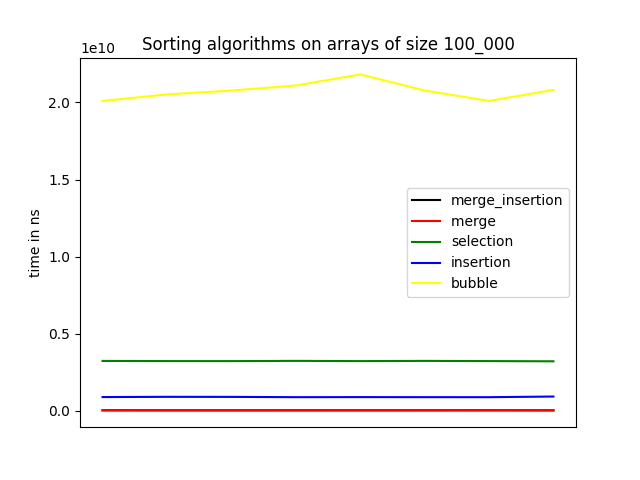 Sorting algorithms on arrays of size 100_000
1e10
2.0
1.5
1.0
0.5
0.0
time in ns
merge_insertion
merge
selection
insertion
bubble